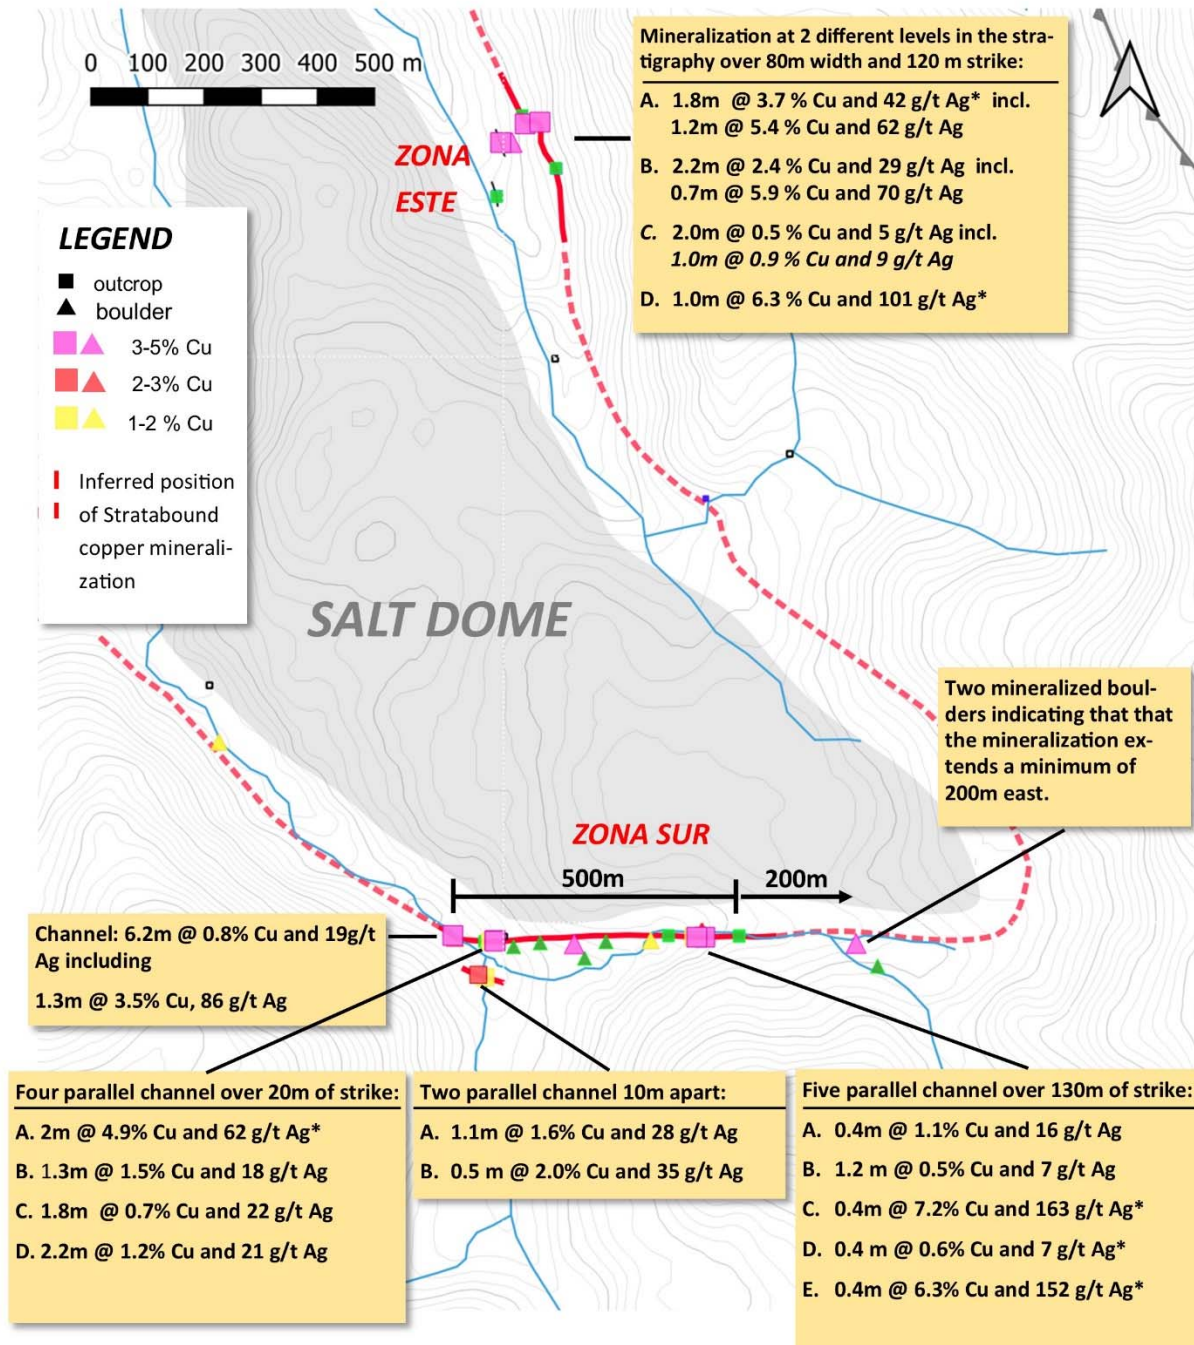 0 100 200 300 400 500 m
Mineralization at 2 different levels in the stra-
tigraphy over 80m width and 120 m strike:
A. 1.8m @ 3.7 % Cu and 42 g/t Ag* incl.
1.2m @ 5.4 % Cu and 62 g/t Ag
B. 2.2m @ 2.4 % Cu and 29 g/t Ag incl.
0.7m @ 5.9 % Cu and 70 g/t Ag
C. 2.0m @ 0.5 % Cu and 5 g/t Ag incl.
1.0m @ 0.9 % Cu and 9 g/t Ag
D. 1.0m @ 6.3 % Cu and 101 g/t Ag*
ZONA
ESTE
LEGEND
outcrop
boulder
3-5% Cu
2-3% Cu
1-2 % Cu
Inferred position
of Stratabound
copper minerali-
zation
SALT DOME
Two mineralized boul-
ders indicating that that
the mineralization ex-
tends a minimum of
200m east.
ZONA SUR
500m
200m
Channel: 6.2m @ 0.8% Cu and 19g/t
Ag including
1.3m @ 3.5% Cu, 86 g/t Ag
Four parallel channel over 20m of strike:
A. 2m @ 4.9% Cu and 62 g/t Ag*
B. 1.3m @ 1.5% Cu and 18 g/t Ag
C. 1.8m @ 0.7% Cu and 22 g/t Ag
D. 2.2m @ 1.2% Cu and 21 g/t Ag
Two parallel channel 10m apart:
A. 1.1m @ 1.6% Cu and 28 g/t Ag
B. 0.5 m @ 2.0% Cu and 35 g/t Ag
Five parallel channel over 130m of strike:
A. 0.4m @ 1.1% Cu and 16 g/t Ag
B. 1.2 m @ 0.5% Cu and 7 g/t Ag
C. 0.4m @ 7.2% Cu and 163 g/t Ag*
D. 0.4 m @ 0.6% Cu and 7 g/t Ag*
E. 0.4m @ 6.3% Cu and 152 g/t Ag*